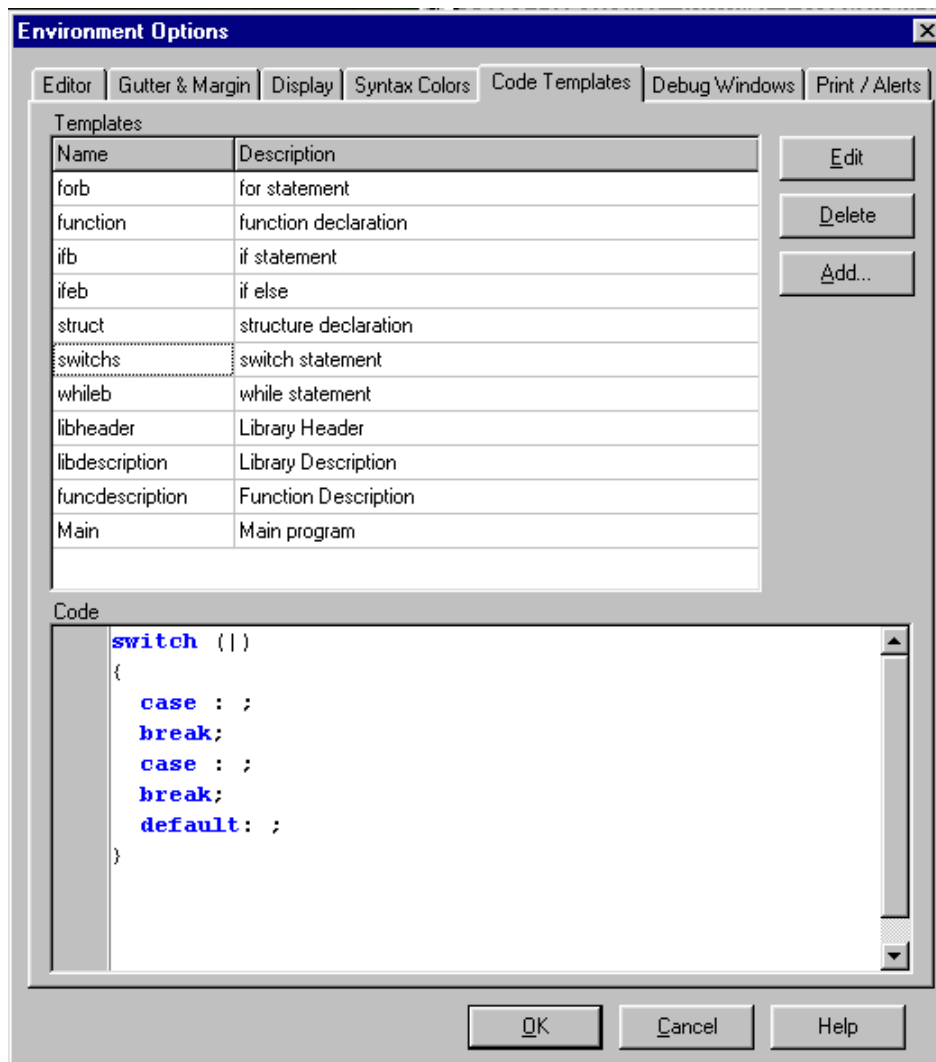 Environment Options
Editor Gutter & Margin Display Syntax Colors Code Templates Debug Windows Print / Alerts
Templates
Name Description
forb for statement
function function declaration
ifb if statement
ifeb if else
struct structure declaration
switchs switch statement
whileb while statement
libheader Library Header
libdescription Library Description
funcdescription Function Description
Main Main program
Edit
Delete
Add...
Code
switch (|)
{
case : ;
break;
case : ;
break;
default: ;
}
OK Cancel Help